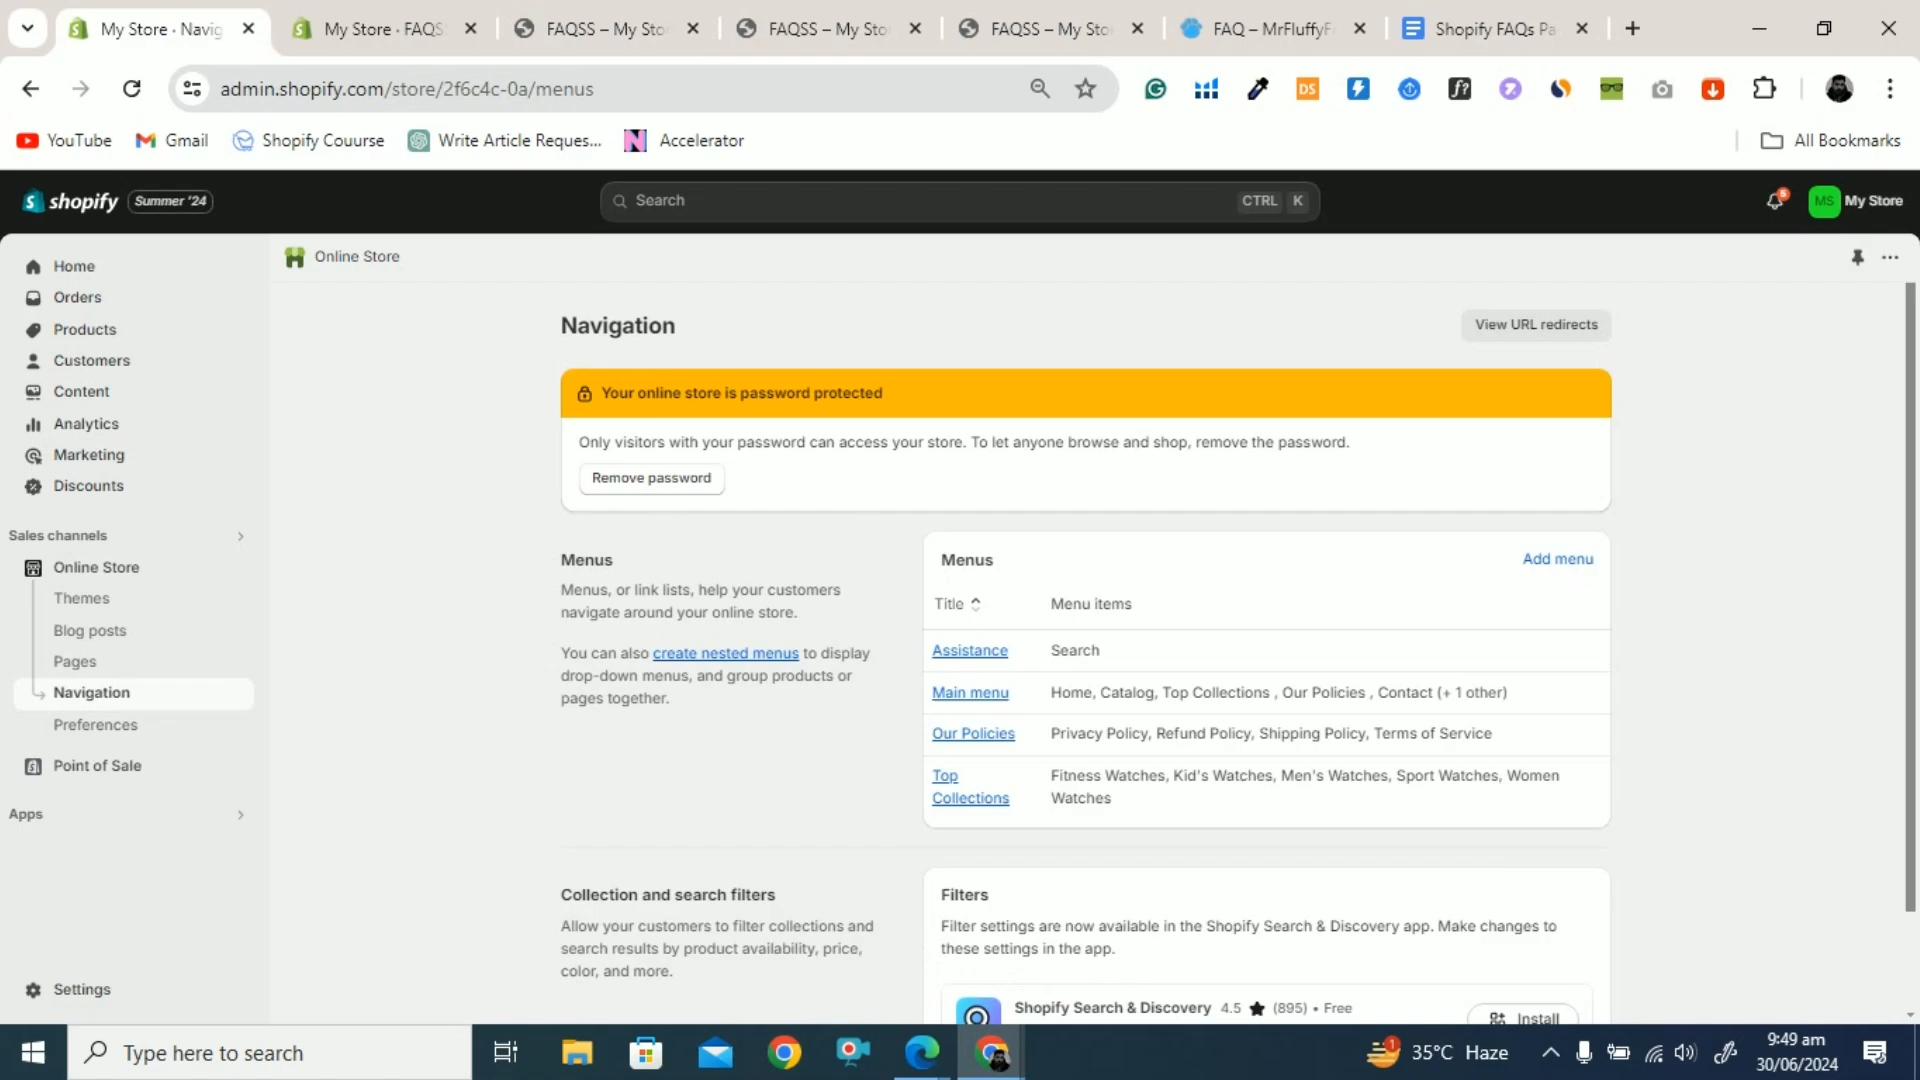 My Store · Navig
My Store · FAQS
FAQSS – My Sto
FAQSS – My Sto
FAQSS – My Sto
FAQ – MrFluffyF
Shopify FAQs Pa
admin.shopify.com/store/2f6c4c-0a/menus
DS
f?
YouTube
Gmail
Shopify Couurse
Write Article Reques...
Accelerator
All Bookmarks
shopify
Summer '24
Search
CTRL K
5
MS
My Store
Home
Orders
Products
Customers
Content
Analytics
Marketing
Discounts
Sales channels
Online Store
Themes
Blog posts
Pages
Navigation
Preferences
Point of Sale
Apps
Settings
Online Store
Navigation
View URL redirects
Your online store is password protected
Only visitors with your password can access your store. To let anyone browse and shop, remove the password.
Remove password
Menus
Menus, or link lists, help your customers
navigate around your online store.
You can also create nested menus to display
drop-down menus, and group products or
pages together.
Menus
Add menu
Title
Menu items
Assistance
Search
Main menu
Home, Catalog, Top Collections , Our Policies , Contact (+ 1 other)
Our Policies
Privacy Policy, Refund Policy, Shipping Policy, Terms of Service
Top
Collections
Fitness Watches, Kid's Watches, Men's Watches, Sport Watches, Women
Watches
Collection and search filters
Allow your customers to filter collections and
search results by product availability, price,
color, and more.
Filters
Filter settings are now available in the Shopify Search & Discovery app. Make changes to
these settings in the app.
Shopify Search & Discovery 4.5 ★ (895) • Free
Install
Type here to search
1
35°C Haze
9:49 am
30/06/2024